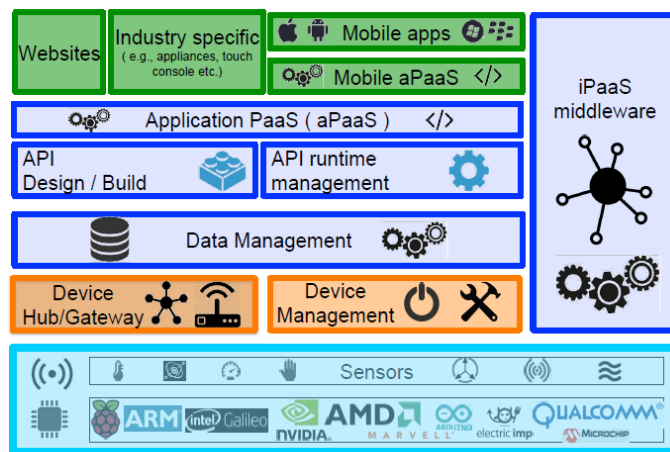 Websites
Industry specific
( e.g., appliances, touch
console etc.)
Mobile apps
Mobile aPaaS </>
iPaaS
middleware
Application PaaS ( aPaaS ) </>
API
Design / Build
API runtime
management
Data Management
Device
Hub/Gateway
Device
Management
Sensors
ARM
intel Galileo
NVIDIA.
AMD
MARVELL
ARDUINO
electric imp
QUALCOMM®
MICROCHIP